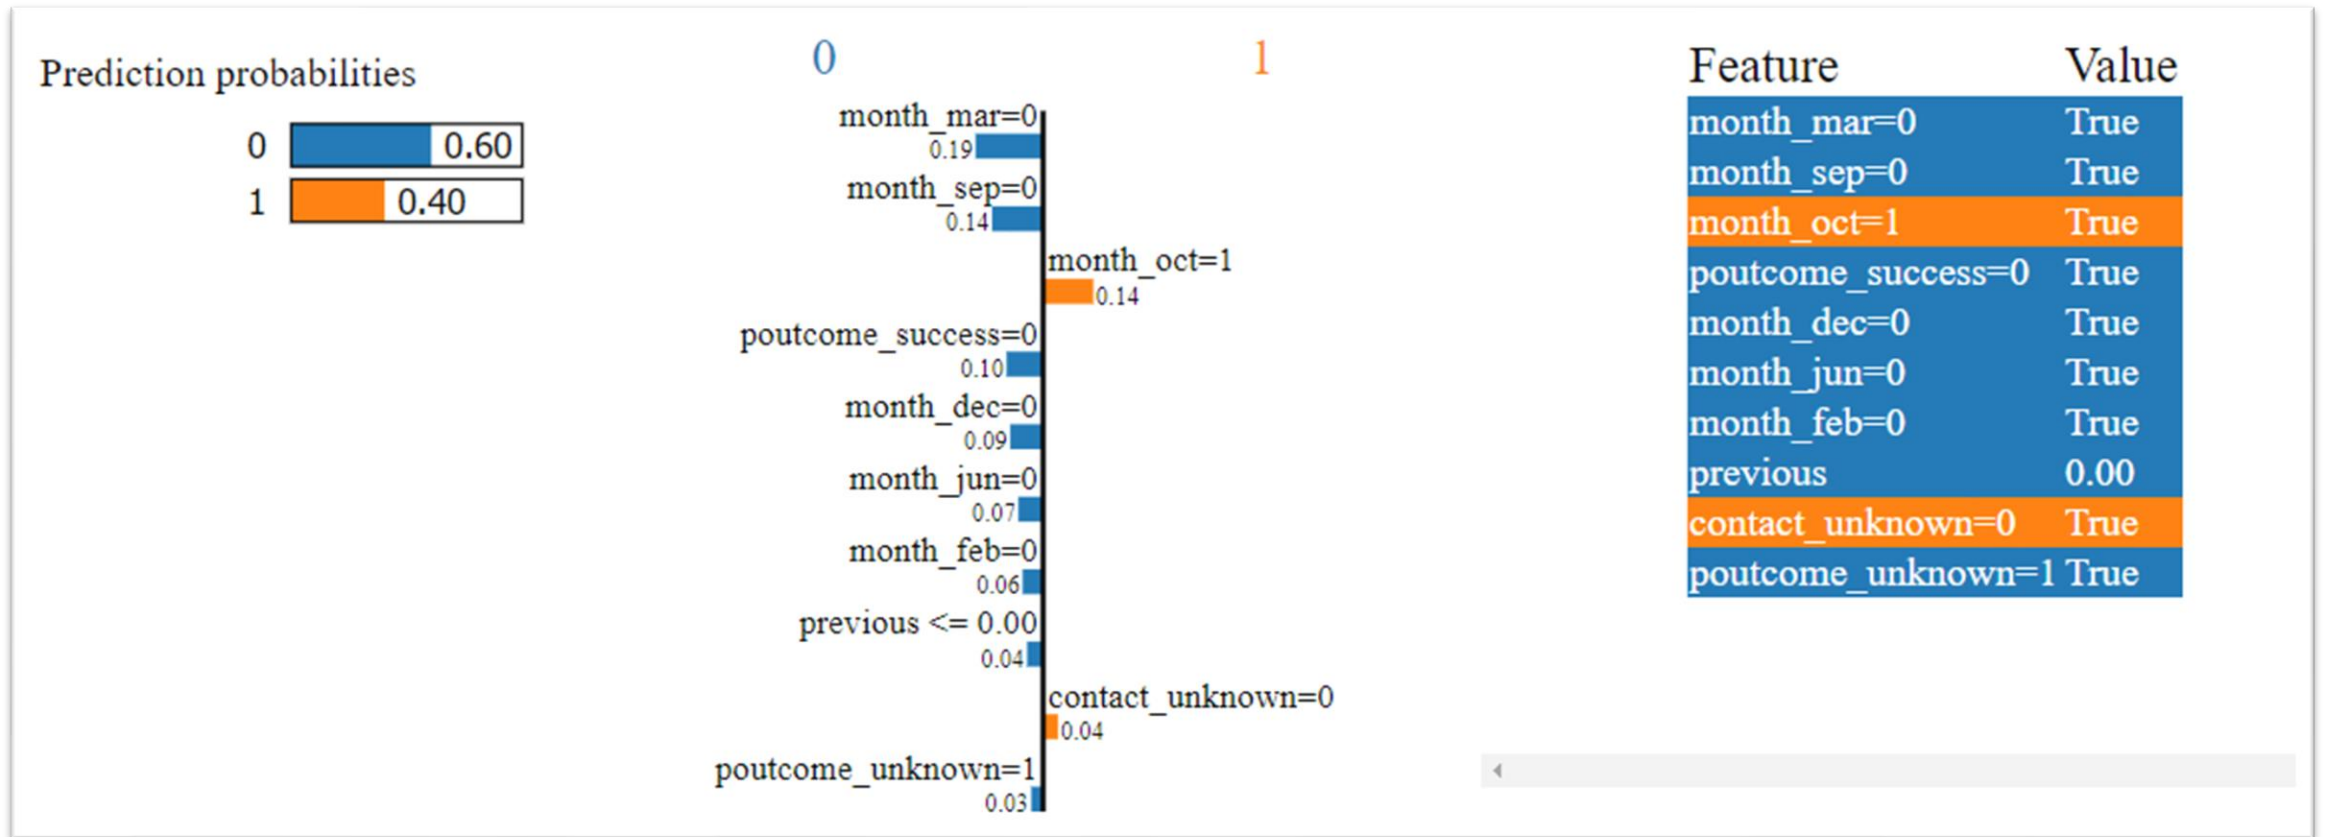 Prediction probabilities
0 0.60
1 0.40
0 1
month_mar=0
0.19
month_sep=0
0.14
month_oct=1
0.14
poutcome_success=0
0.10
month_dec=0
0.09
month_jun=0
0.07
month_feb=0
0.06
previous <= 0.00
0.04
contact_unknown=0
0.04
poutcome_unknown=1
0.03
Feature Value
month_mar=0 True
month_sep=0 True
month_oct=1 True
poutcome_success=0 True
month_dec=0 True
month_jun=0 True
month_feb=0 True
previous 0.00
contact_unknown=0 True
poutcome_unknown=1 True